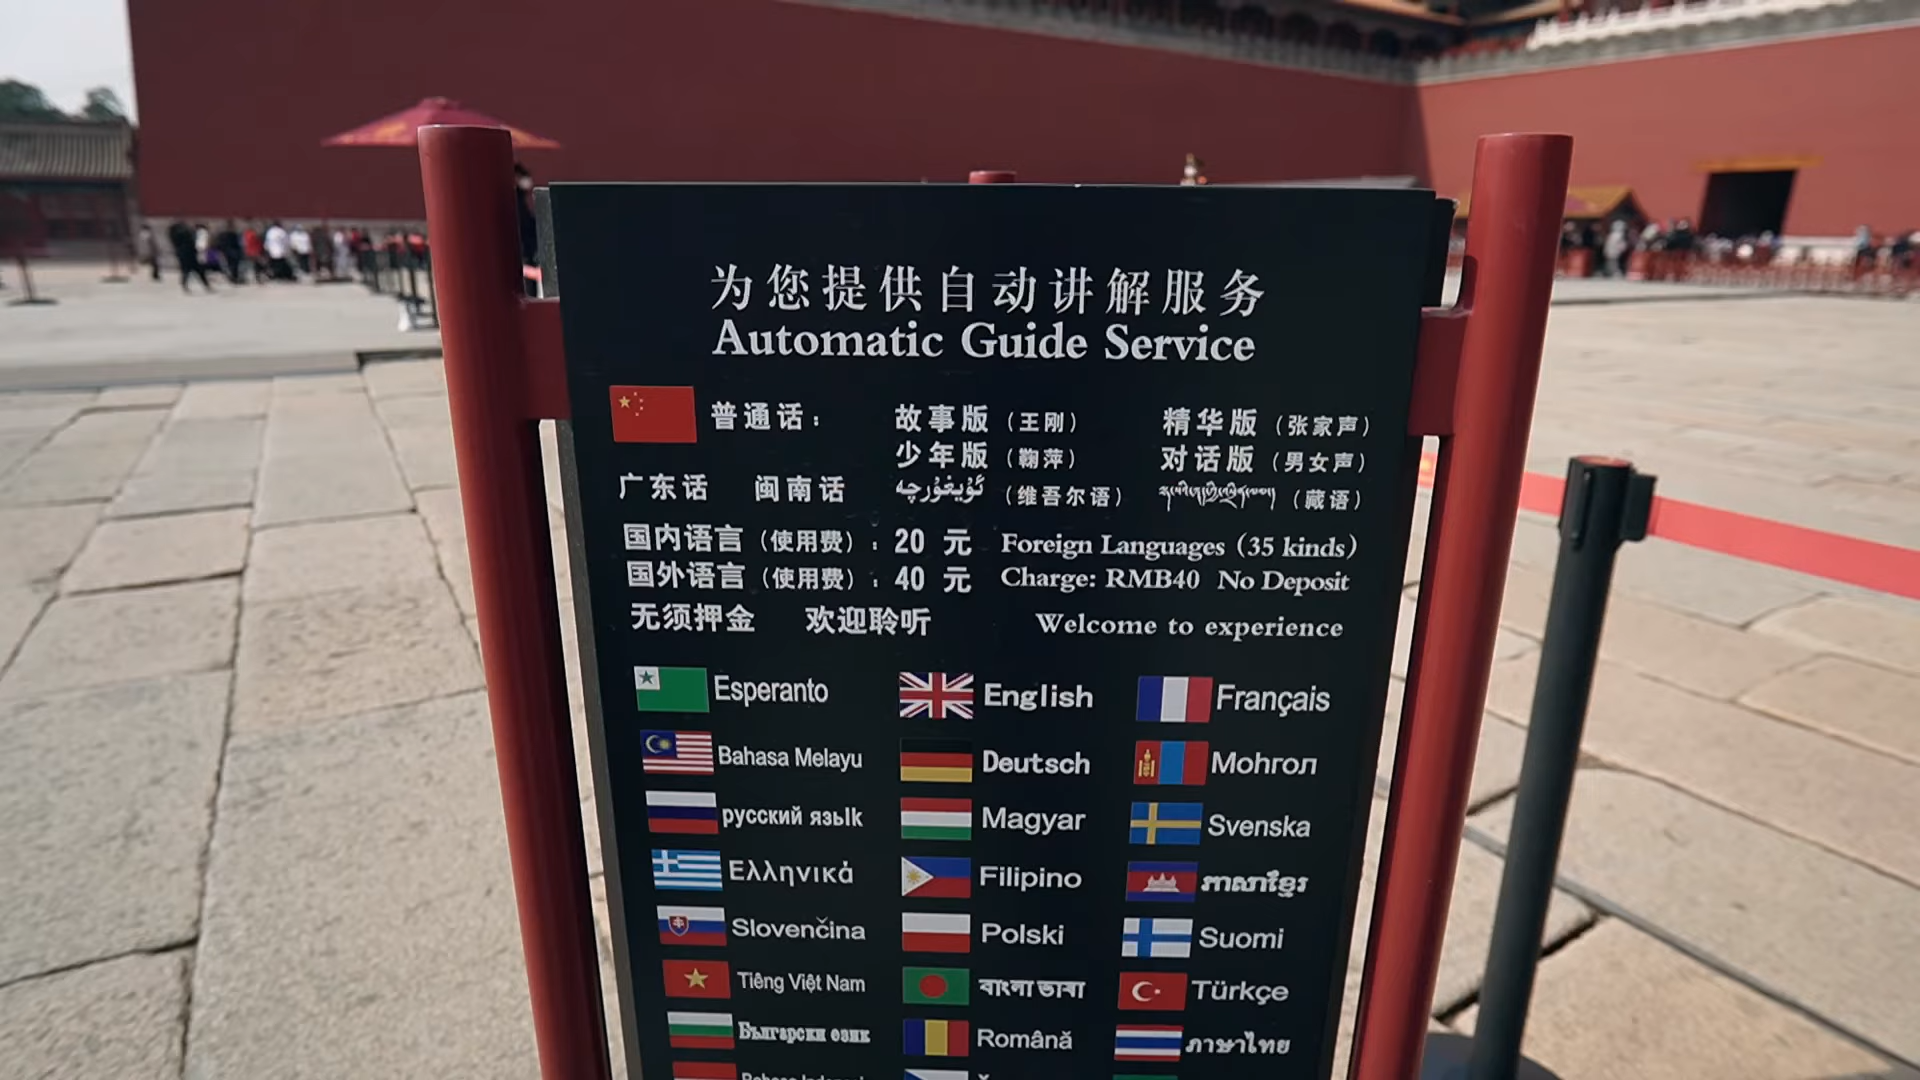 为您提供自动讲解服务
Automatic Guide Service
普通话： 故事版（王刚） 精华版（张家声）
少年版（鞠萍） 对话版（男女声）
广东话 闽南话 ئۇيغۇرچە（维吾尔语） （藏语）
国内语言（使用费）：20 元 Foreign Languages (35 kinds)
国外语言（使用费）：40 元 Charge: RMB40 No Deposit
无须押金 欢迎聆听 Welcome to experience
Esperanto English Français
Bahasa Melayu Deutsch Монгол
русский язык Magyar Svenska
Ελληνικά Filipino ភាសាខ្មែរ
Slovenčina Polski Suomi
Tiếng Việt Nam বাংলা ভাষা Türkçe
Български език Română ภาษาไทย